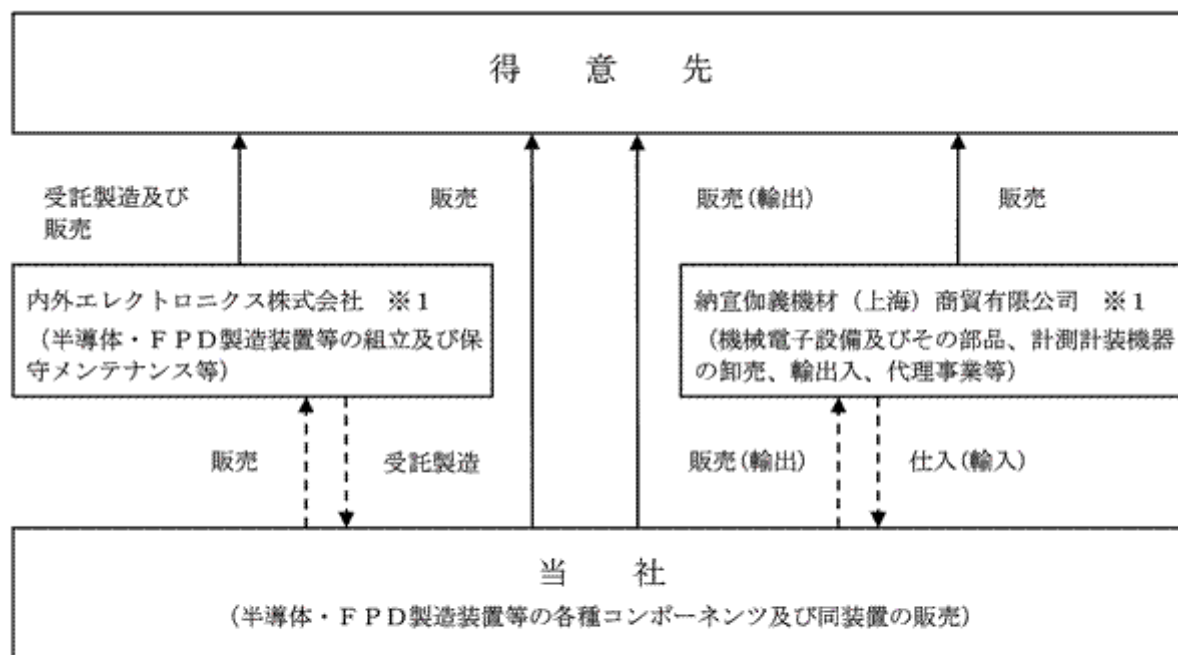 得　意　先
受託製造及び
販売
販売
販売(輸出)
販売
内外エレクトロニクス株式会社　※１
（半導体・ＦＰＤ製造装置等の組立及び保
守メンテナンス等）
納宜伽義機材（上海）商貿有限公司　※１
（機械電子設備及びその部品、計測計装機器
の卸売、輸出入、代理事業等）
販売
受託製造
販売(輸出)
仕入(輸入)
当　社
（半導体・ＦＰＤ製造装置等の各種コンポーネンツ及び同装置の販売）